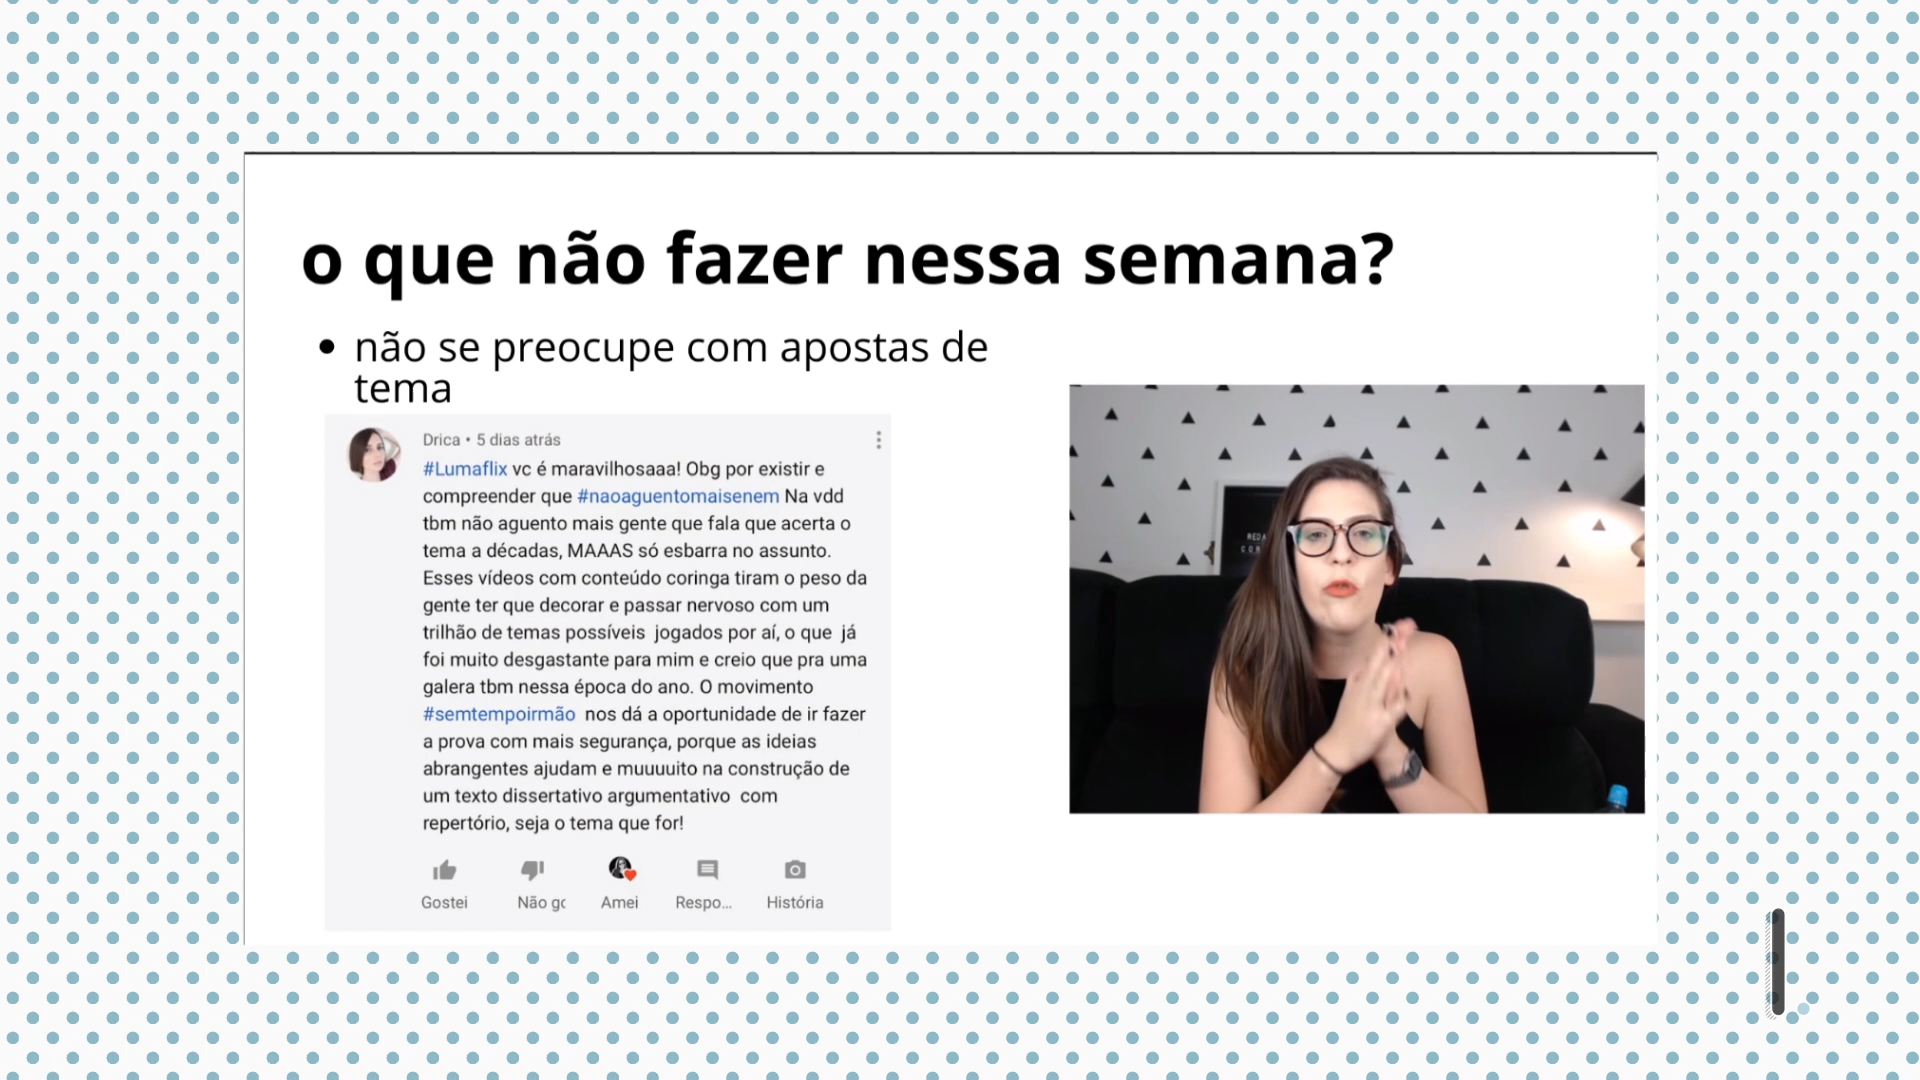 o que não fazer nessa semana?
• não se preocupe com apostas de
tema
Drica • 5 dias atrás
#Lumaflix vc é maravilhosaaa! Obg por existir e
compreender que #naoaguentomaisenem Na vdd
tbm não aguento mais gente que fala que acerta o
tema a décadas, MAAAS só esbarra no assunto.
Esses vídeos com conteúdo coringa tiram o peso da
gente ter que decorar e passar nervoso com um
trilhão de temas possíveis jogados por aí, o que já
foi muito desgastante para mim e creio que pra uma
galera tbm nessa época do ano. O movimento
#semtempoirmão nos dá a oportunidade de ir fazer
a prova com mais segurança, porque as ideias
abrangentes ajudam e muuuuito na construção de
um texto dissertativo argumentativo com
repertório, seja o tema que for!
Gostei Não gc Amei Respo... História
REDA